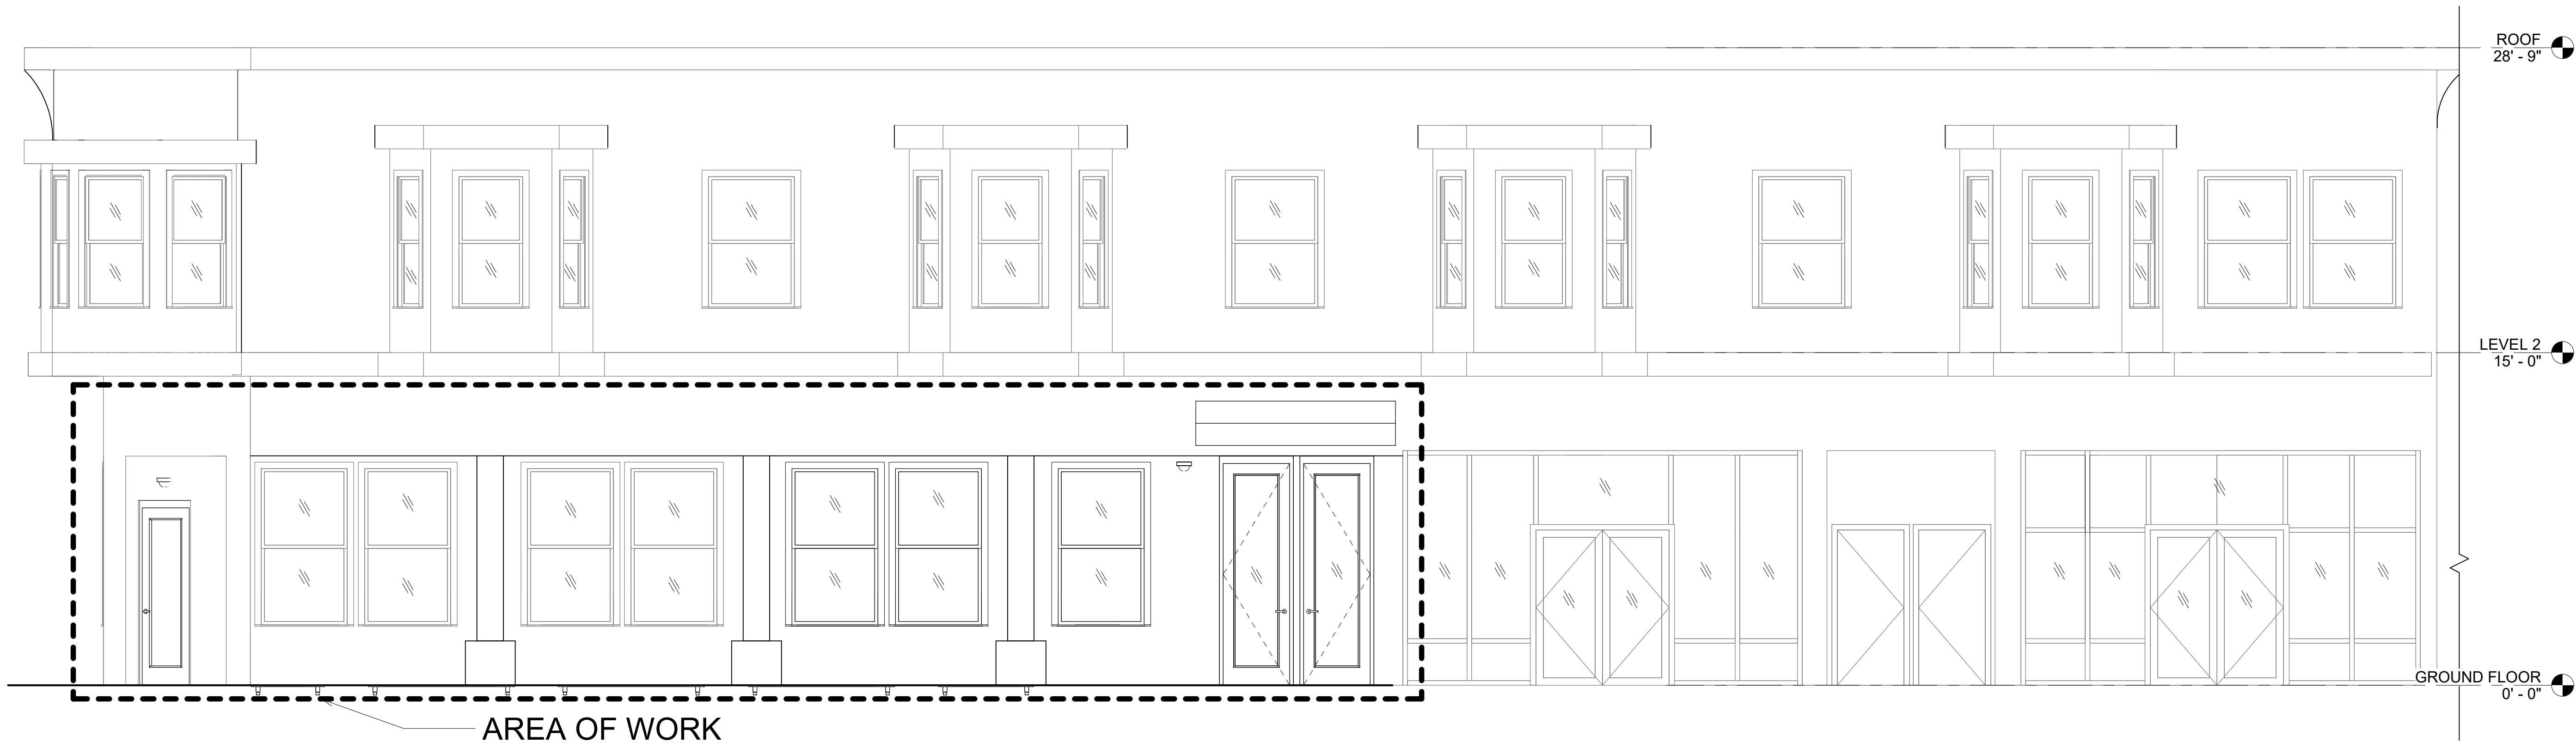 ROOF
28' - 9"
LEVEL 2
15' - 0"
GROUND FLOOR
0' - 0"
AREA OF WORK